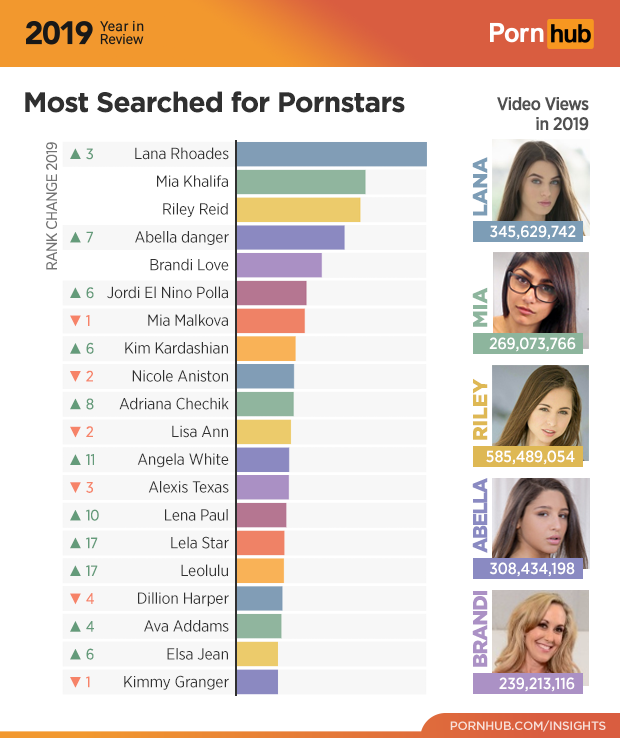 2019 Year in Review
Pornhub
Most Searched for Pornstars
Video Views in 2019
RANK CHANGE 2019
▲ 3 Lana Rhoades
Mia Khalifa
Riley Reid
▲ 7 Abella danger
Brandi Love
▲ 6 Jordi El Nino Polla
▼ 1 Mia Malkova
▲ 6 Kim Kardashian
▼ 2 Nicole Aniston
▲ 8 Adriana Chechik
▼ 2 Lisa Ann
▲ 11 Angela White
▼ 3 Alexis Texas
▲ 10 Lena Paul
▲ 17 Lela Star
▲ 17 Leolulu
▼ 4 Dillion Harper
▲ 4 Ava Addams
▲ 6 Elsa Jean
▼ 1 Kimmy Granger
LANA
345,629,742
MIA
269,073,766
RILEY
585,489,054
ABELLA
308,434,198
BRANDI
239,213,116
PORNHUB.COM/INSIGHTS